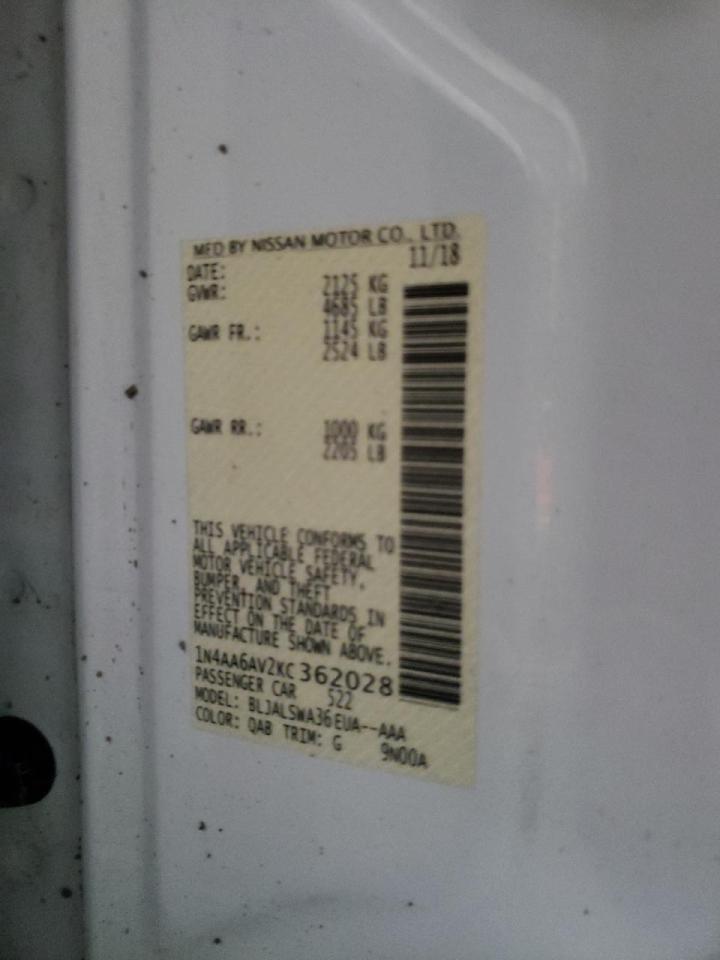 MFD BY NISSAN MOTOR CO., LTD.
DATE: 11/18
GVWR: 2125 KG
4685 LB
GAWR FR.: 1145 KG
2524 LB
GAWR RR.: 1000 KG
2205 LB
THIS VEHICLE CONFORMS TO
ALL APPLICABLE FEDERAL
MOTOR VEHICLE SAFETY,
BUMPER, AND THEFT
PREVENTION STANDARDS IN
EFFECT ON THE DATE OF
MANUFACTURE SHOWN ABOVE.
1N4AA6AV2KC362028
PASSENGER CAR 522
MODEL: BLJALSWA36EUA--AAA
COLOR: QAB TRIM: G 9N00A